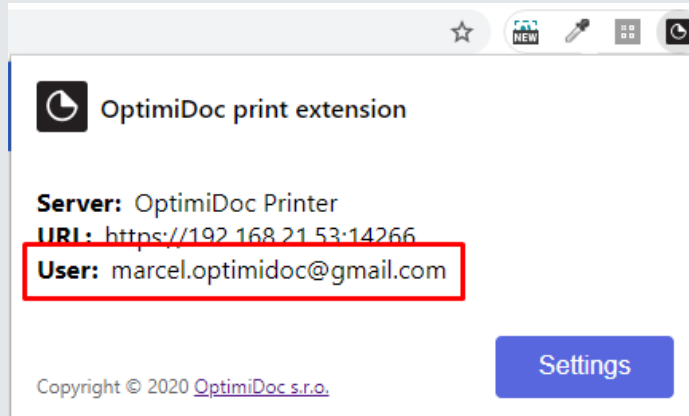 NEW
OptimiDoc print extension
Server: OptimiDoc Printer
URL: https://192.168.21.53:14266
User: marcel.optimidoc@gmail.com
Settings
Copyright © 2020 OptimiDoc s.r.o.